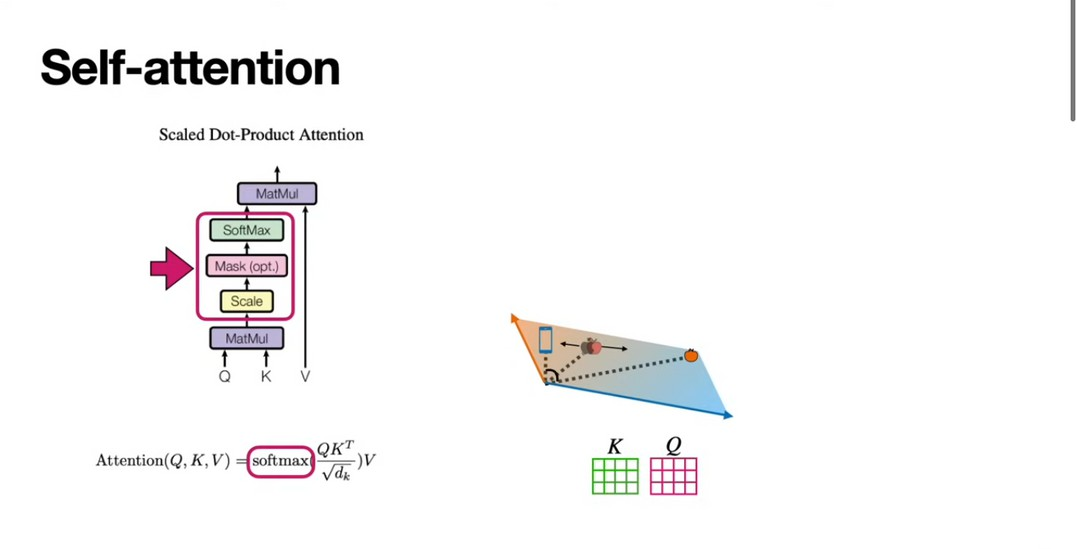 Self-attention
Scaled Dot-Product Attention
MatMul
SoftMax
Mask (opt.)
Scale
MatMul
Q K V
Attention(Q, K, V) = softmax(QK^T / √d_k)V
K Q